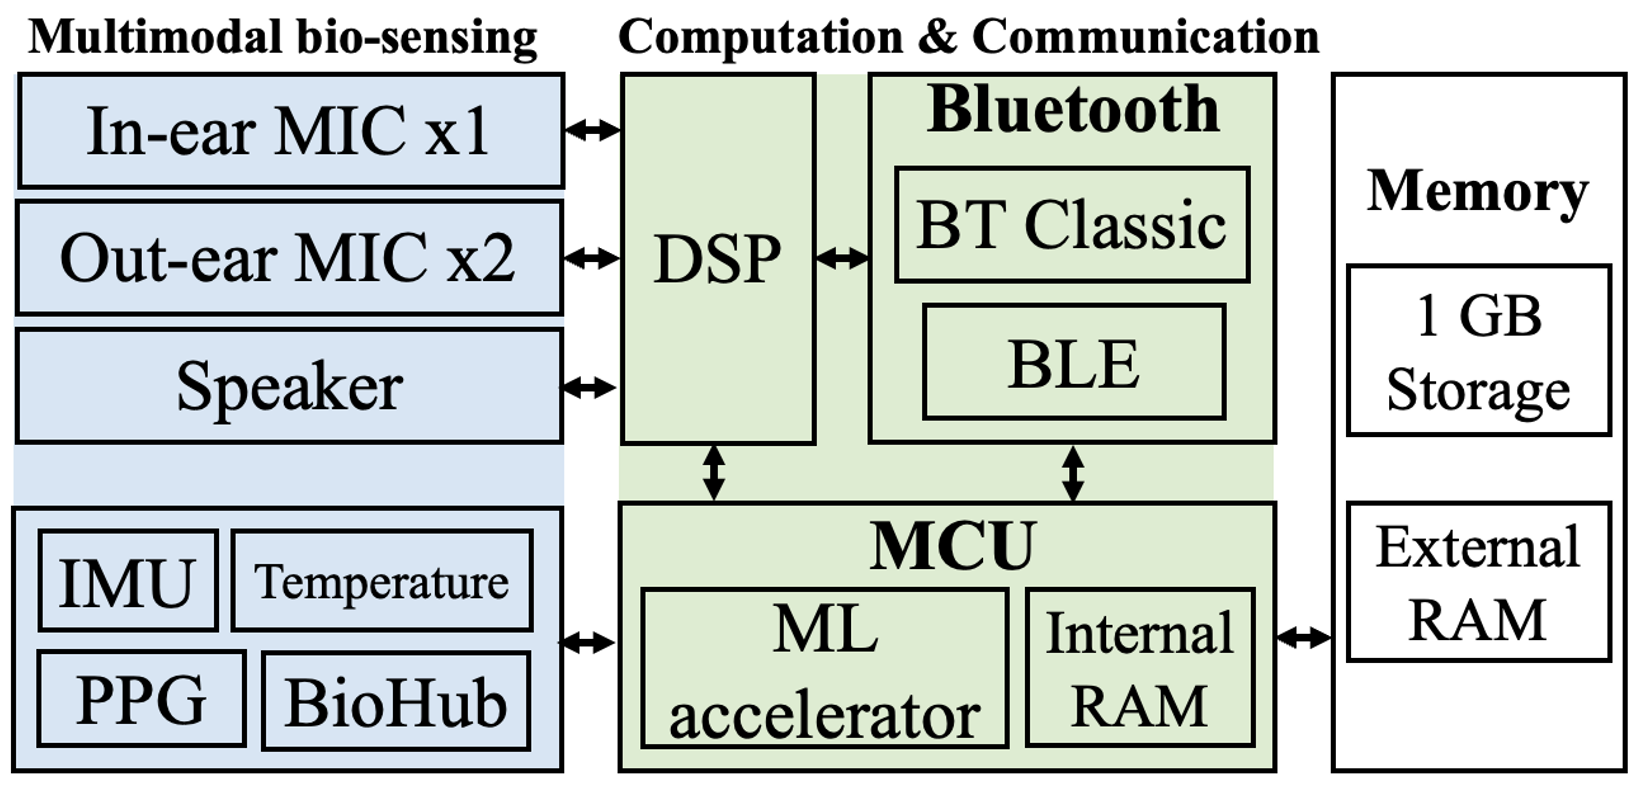 Multimodal bio-sensing
In-ear MIC x1
Out-ear MIC x2
Speaker
IMU
Temperature
PPG
BioHub
Computation & Communication
DSP
Bluetooth
BT Classic
BLE
MCU
ML
accelerator
Internal
RAM
Memory
1 GB
Storage
External
RAM